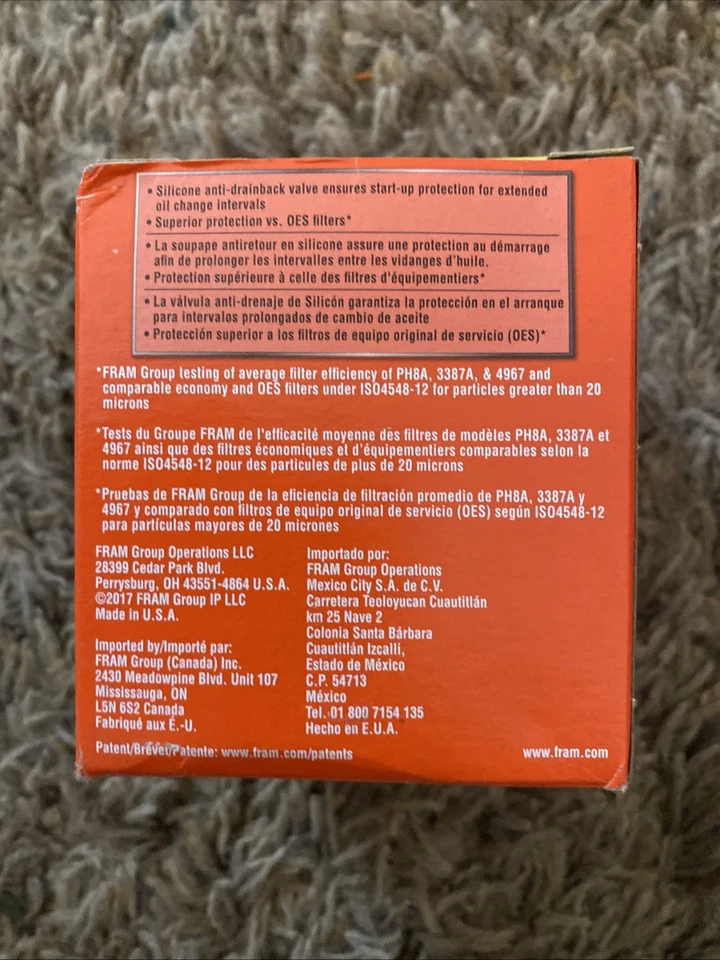 • Silicone anti-drainback valve ensures start-up protection for extended
oil change intervals
• Superior protection vs. OES filters*
• La soupape antiretour en silicone assure une protection au démarrage
afin de prolonger les intervalles entre les vidanges d'huile.
• Protection supérieure à celle des filtres d'équipementiers*
• La válvula anti-drenaje de Silicón garantiza la protección en el arranque
para intervalos prolongados de cambio de aceite
• Protección superior a los filtros de equipo original de servicio (OES)*
*FRAM Group testing of average filter efficiency of PH8A, 3387A, & 4967 and
comparable economy and OES filters under ISO4548-12 for particles greater than 20
microns
*Tests du Groupe FRAM de l'efficacité moyenne des filtres de modèles PH8A, 3387A et
4967 ainsi que des filtres économiques et d'équipementiers comparables selon la
norme ISO4548-12 pour des particules de plus de 20 microns
*Pruebas de FRAM Group de la eficiencia de filtración promedio de PH8A, 3387A y
4967 y comparado con filtros de equipo original de servicio (OES) según ISO4548-12
para partículas mayores de 20 micrones
FRAM Group Operations LLC
28399 Cedar Park Blvd.
Perrysburg, OH 43551-4864 U.S.A.
©2017 FRAM Group IP LLC
Made in U.S.A.
Imported by/Importé par:
FRAM Group (Canada) Inc.
2430 Meadowpine Blvd. Unit 107
Mississauga, ON
L5N 6S2 Canada
Fabriqué aux É.-U.
Importado por:
FRAM Group Operations
Mexico City S.A. de C.V.
Carretera Teoloyucan Cuautitlán
km 25 Nave 2
Colonia Santa Bárbara
Cuautitlán Izcalli,
Estado de México
C.P. 54713
México
Tel. 01 800 7154 135
Hecho en E.U.A.
Patent/Brevet/Patente: www.fram.com/patents
www.fram.com